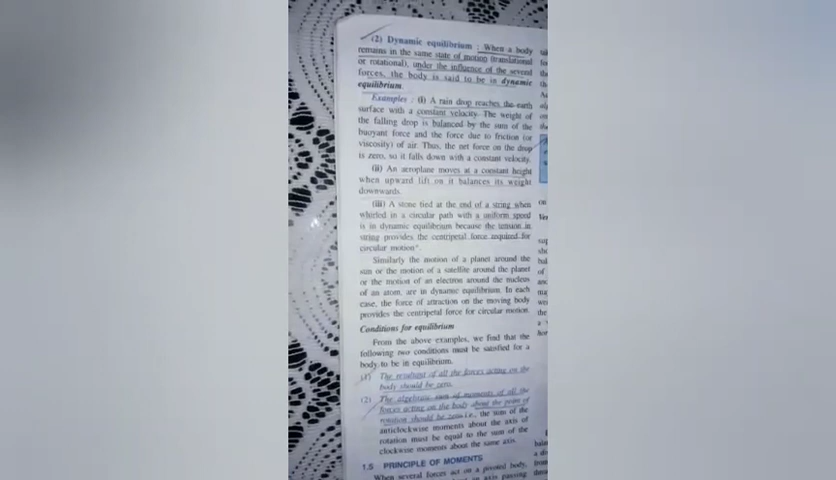 (2) Dynamic equilibrium : When a body
remains in the same state of motion (translational
or rotational), under the influence of the several
forces, the body is said to be in dynamic
equilibrium.
Examples : (i) A rain drop reaches the earth
surface with a constant velocity. The weight of
the falling drop is balanced by the sum of the
buoyant force and the force due to friction (or
viscosity) of air. Thus, the net force on the drop
is zero, so it falls down with a constant velocity.
(ii) An aeroplane moves at a constant height
when upward lift on it balances its weight
downwards.
(iii) A stone tied at the end of a string when
whirled in a circular path with a uniform speed
is in dynamic equilibrium because the tension in
string provides the centripetal force required for
circular motion*.
Similarly the motion of a planet around the
sun or the motion of a satellite around the planet
or the motion of an electron around the nucleus
of an atom, are in dynamic equilibrium. In each
case, the force of attraction on the moving body
provides the centripetal force for circular motion.
Conditions for equilibrium
From the above examples, we find that the
following two conditions must be satisfied for a
body to be in equilibrium.
(1) The resultant of all the forces acting on the
body should be zero.
(2) The algebraic sum of moments of all the
forces acting on the body about the point of
rotation should be zero i.e., the sum of the
anticlockwise moments about the axis of
rotation must be equal to the sum of the
clockwise moments about the same axis.
1.5 PRINCIPLE OF MOMENTS
When several forces act on a pivoted body,
axis passing